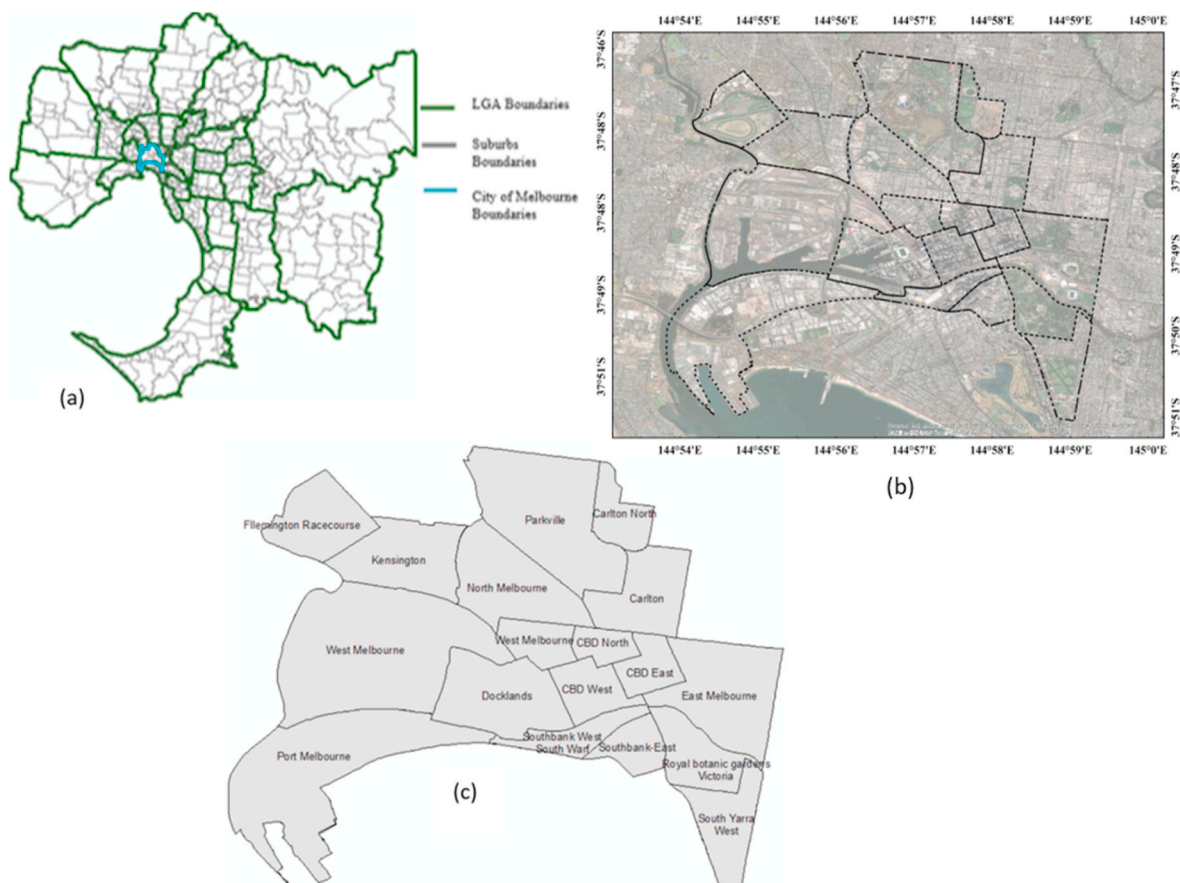 LGA Boundaries
Suburbs
Boundaries
City of Melbourne
Boundaries
(a)
144°54'E 144°55'E 144°56'E 144°57'E 144°58'E 144°59'E 145°0'E
37°46'S
37°48'S
37°48'S
37°49'S
37°51'S
37°47'S
37°48'S
37°49'S
37°50'S
37°51'S
144°54'E 144°55'E 144°56'E 144°57'E 144°58'E 144°59'E 145°0'E
(b)
Fllemington Racecourse
Kensington
Parkville
Carlton North
North Melbourne
Carlton
West Melbourne
West Melbourne
CBD North
CBD East
Docklands
CBD West
East Melbourne
Port Melbourne
Southbank West
South Warf
Southbank-East
Royal botanic gardens
Victoria
South Yarra
West
(c)